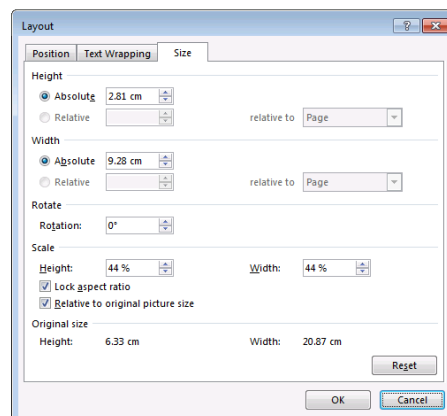 Layout
Position Text Wrapping Size
Height
Absolute 2.81 cm
Relative relative to Page
Width
Absolute 9.28 cm
Relative relative to Page
Rotate
Rotation: 0°
Scale
Height: 44 % Width: 44 %
Lock aspect ratio
Relative to original picture size
Original size
Height: 6.33 cm Width: 20.87 cm
Reset
OK Cancel